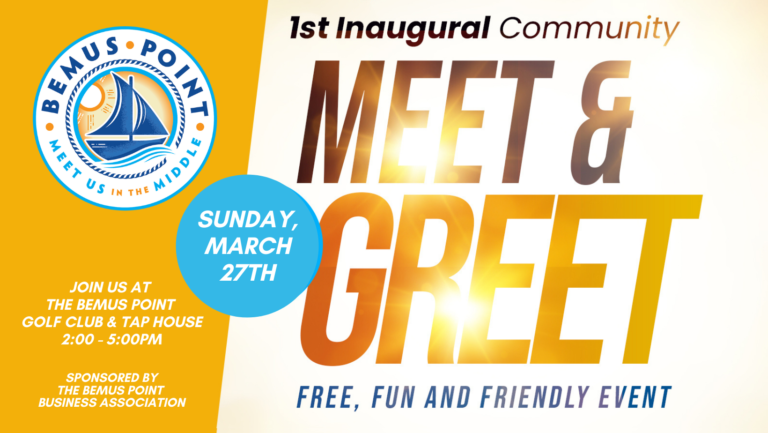 BEMUS • POINT
MEET US IN THE MIDDLE
1st Inaugural Community
MEET &
GREET
FREE, FUN AND FRIENDLY EVENT
SUNDAY,
MARCH
27TH
JOIN US AT
THE BEMUS POINT
GOLF CLUB & TAP HOUSE
2:00 - 5:00PM
SPONSORED BY
THE BEMUS POINT
BUSINESS ASSOCIATION